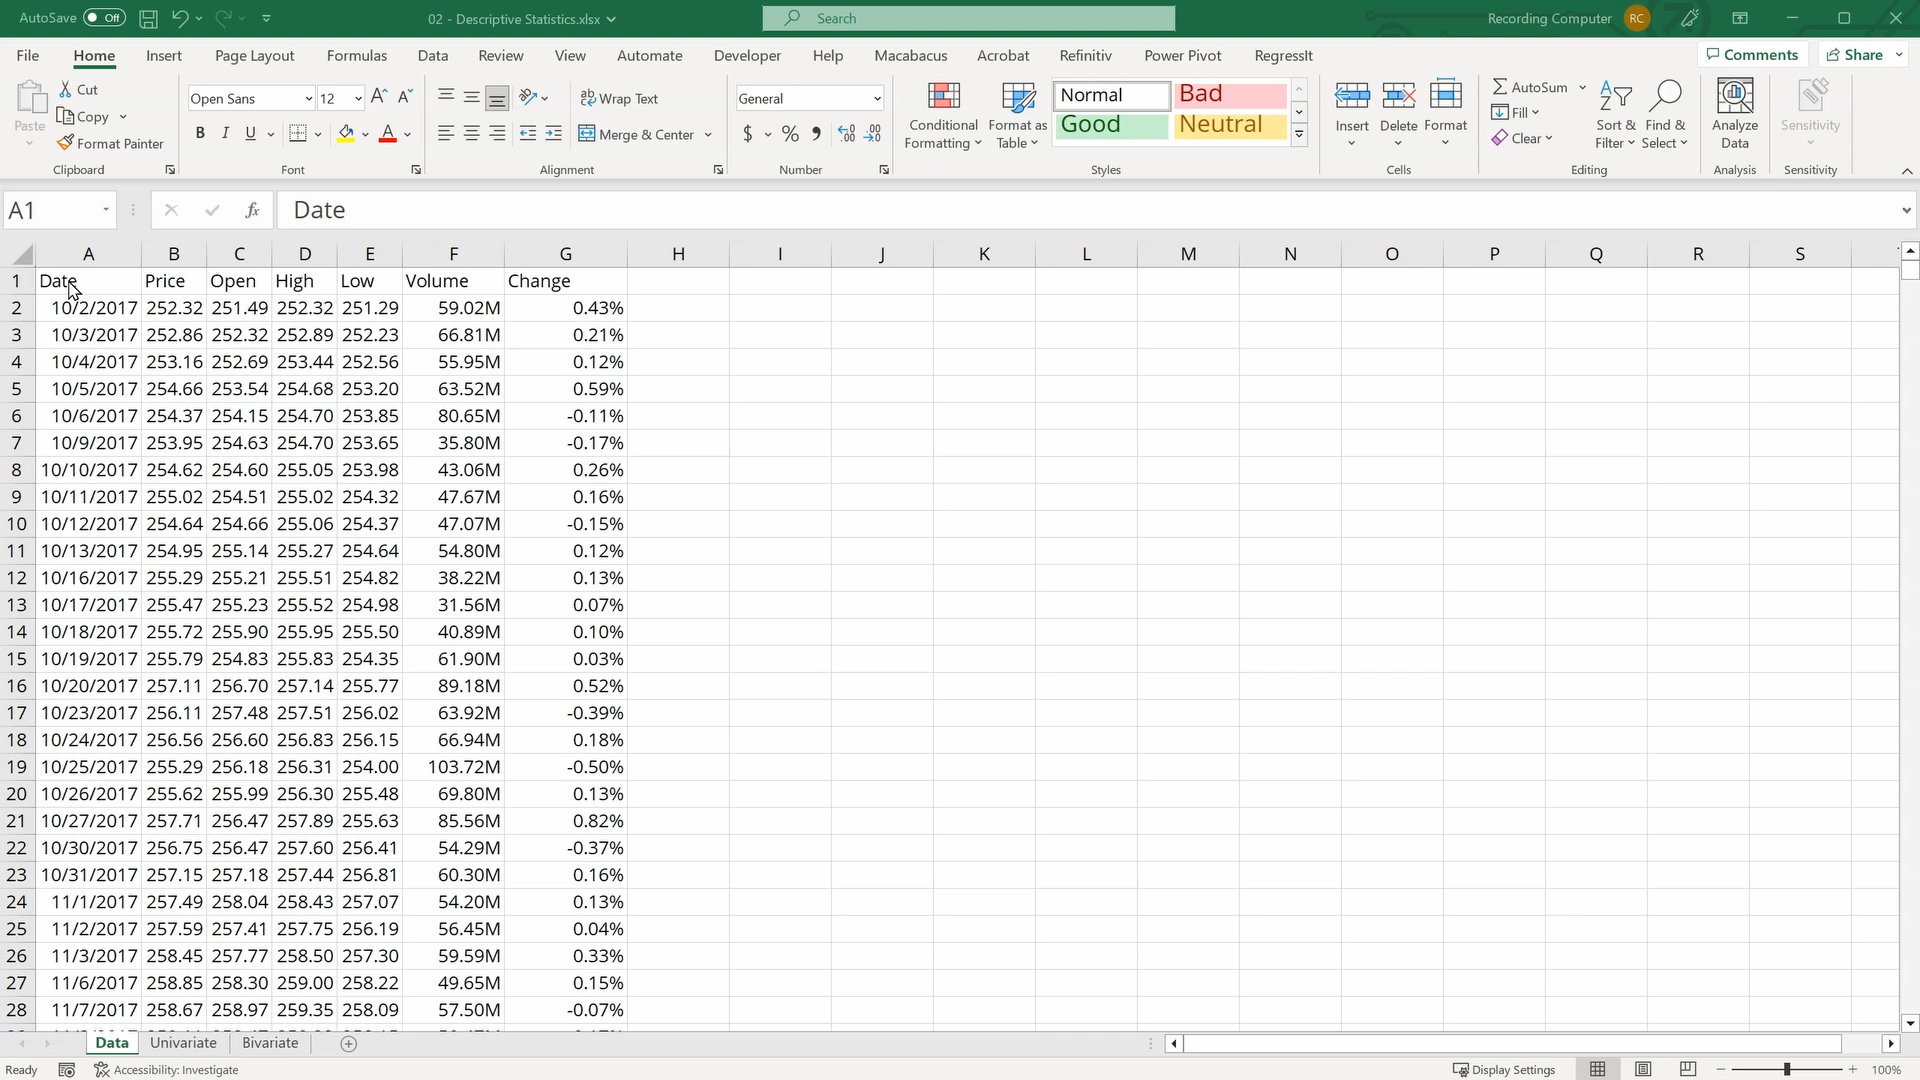 AutoSave Off 02 - Descriptive Statistics.xlsx Search Recording Computer RC
File Home Insert Page Layout Formulas Data Review View Automate Developer Help Macabacus Acrobat Refinitiv Power Pivot RegressIt Comments Share
Paste Cut Copy Format Painter
Open Sans 12 B I U
Wrap Text Merge & Center
General $ %
Conditional Formatting Format as Table
Normal Bad
Good Neutral
Insert Delete Format
AutoSum Fill Clear
Sort & Filter Find & Select
Analyze Data Sensitivity
Clipboard Font Alignment Number Styles Cells Editing Analysis Sensitivity
A1 fx Date
A B C D E F G H I J K L M N O P Q R S
1 Date Price Open High Low Volume Change
2 10/2/2017 252.32 251.49 252.32 251.29 59.02M 0.43%
3 10/3/2017 252.86 252.32 252.89 252.23 66.81M 0.21%
4 10/4/2017 253.16 252.69 253.44 252.56 55.95M 0.12%
5 10/5/2017 254.66 253.54 254.68 253.20 63.52M 0.59%
6 10/6/2017 254.37 254.15 254.70 253.85 80.65M -0.11%
7 10/9/2017 253.95 254.63 254.70 253.65 35.80M -0.17%
8 10/10/2017 254.62 254.60 255.05 253.98 43.06M 0.26%
9 10/11/2017 255.02 254.51 255.02 254.32 47.67M 0.16%
10 10/12/2017 254.64 254.66 255.06 254.37 47.07M -0.15%
11 10/13/2017 254.95 255.14 255.27 254.64 54.80M 0.12%
12 10/16/2017 255.29 255.21 255.51 254.82 38.22M 0.13%
13 10/17/2017 255.47 255.23 255.52 254.98 31.56M 0.07%
14 10/18/2017 255.72 255.90 255.95 255.50 40.89M 0.10%
15 10/19/2017 255.79 254.83 255.83 254.35 61.90M 0.03%
16 10/20/2017 257.11 256.70 257.14 255.77 89.18M 0.52%
17 10/23/2017 256.11 257.48 257.51 256.02 63.92M -0.39%
18 10/24/2017 256.56 256.60 256.83 256.15 66.94M 0.18%
19 10/25/2017 255.29 256.18 256.31 254.00 103.72M -0.50%
20 10/26/2017 255.62 255.99 256.30 255.48 69.80M 0.13%
21 10/27/2017 257.71 256.47 257.89 255.63 85.56M 0.82%
22 10/30/2017 256.75 256.47 257.60 256.41 54.29M -0.37%
23 10/31/2017 257.15 257.18 257.44 256.81 60.30M 0.16%
24 11/1/2017 257.49 258.04 258.43 257.07 54.20M 0.13%
25 11/2/2017 257.59 257.41 257.75 256.19 56.45M 0.04%
26 11/3/2017 258.45 257.77 258.50 257.30 59.59M 0.33%
27 11/6/2017 258.85 258.30 259.00 258.22 49.65M 0.15%
28 11/7/2017 258.67 258.97 259.35 258.09 57.50M -0.07%
Data Univariate Bivariate
Ready Accessibility: Investigate Display Settings 100%